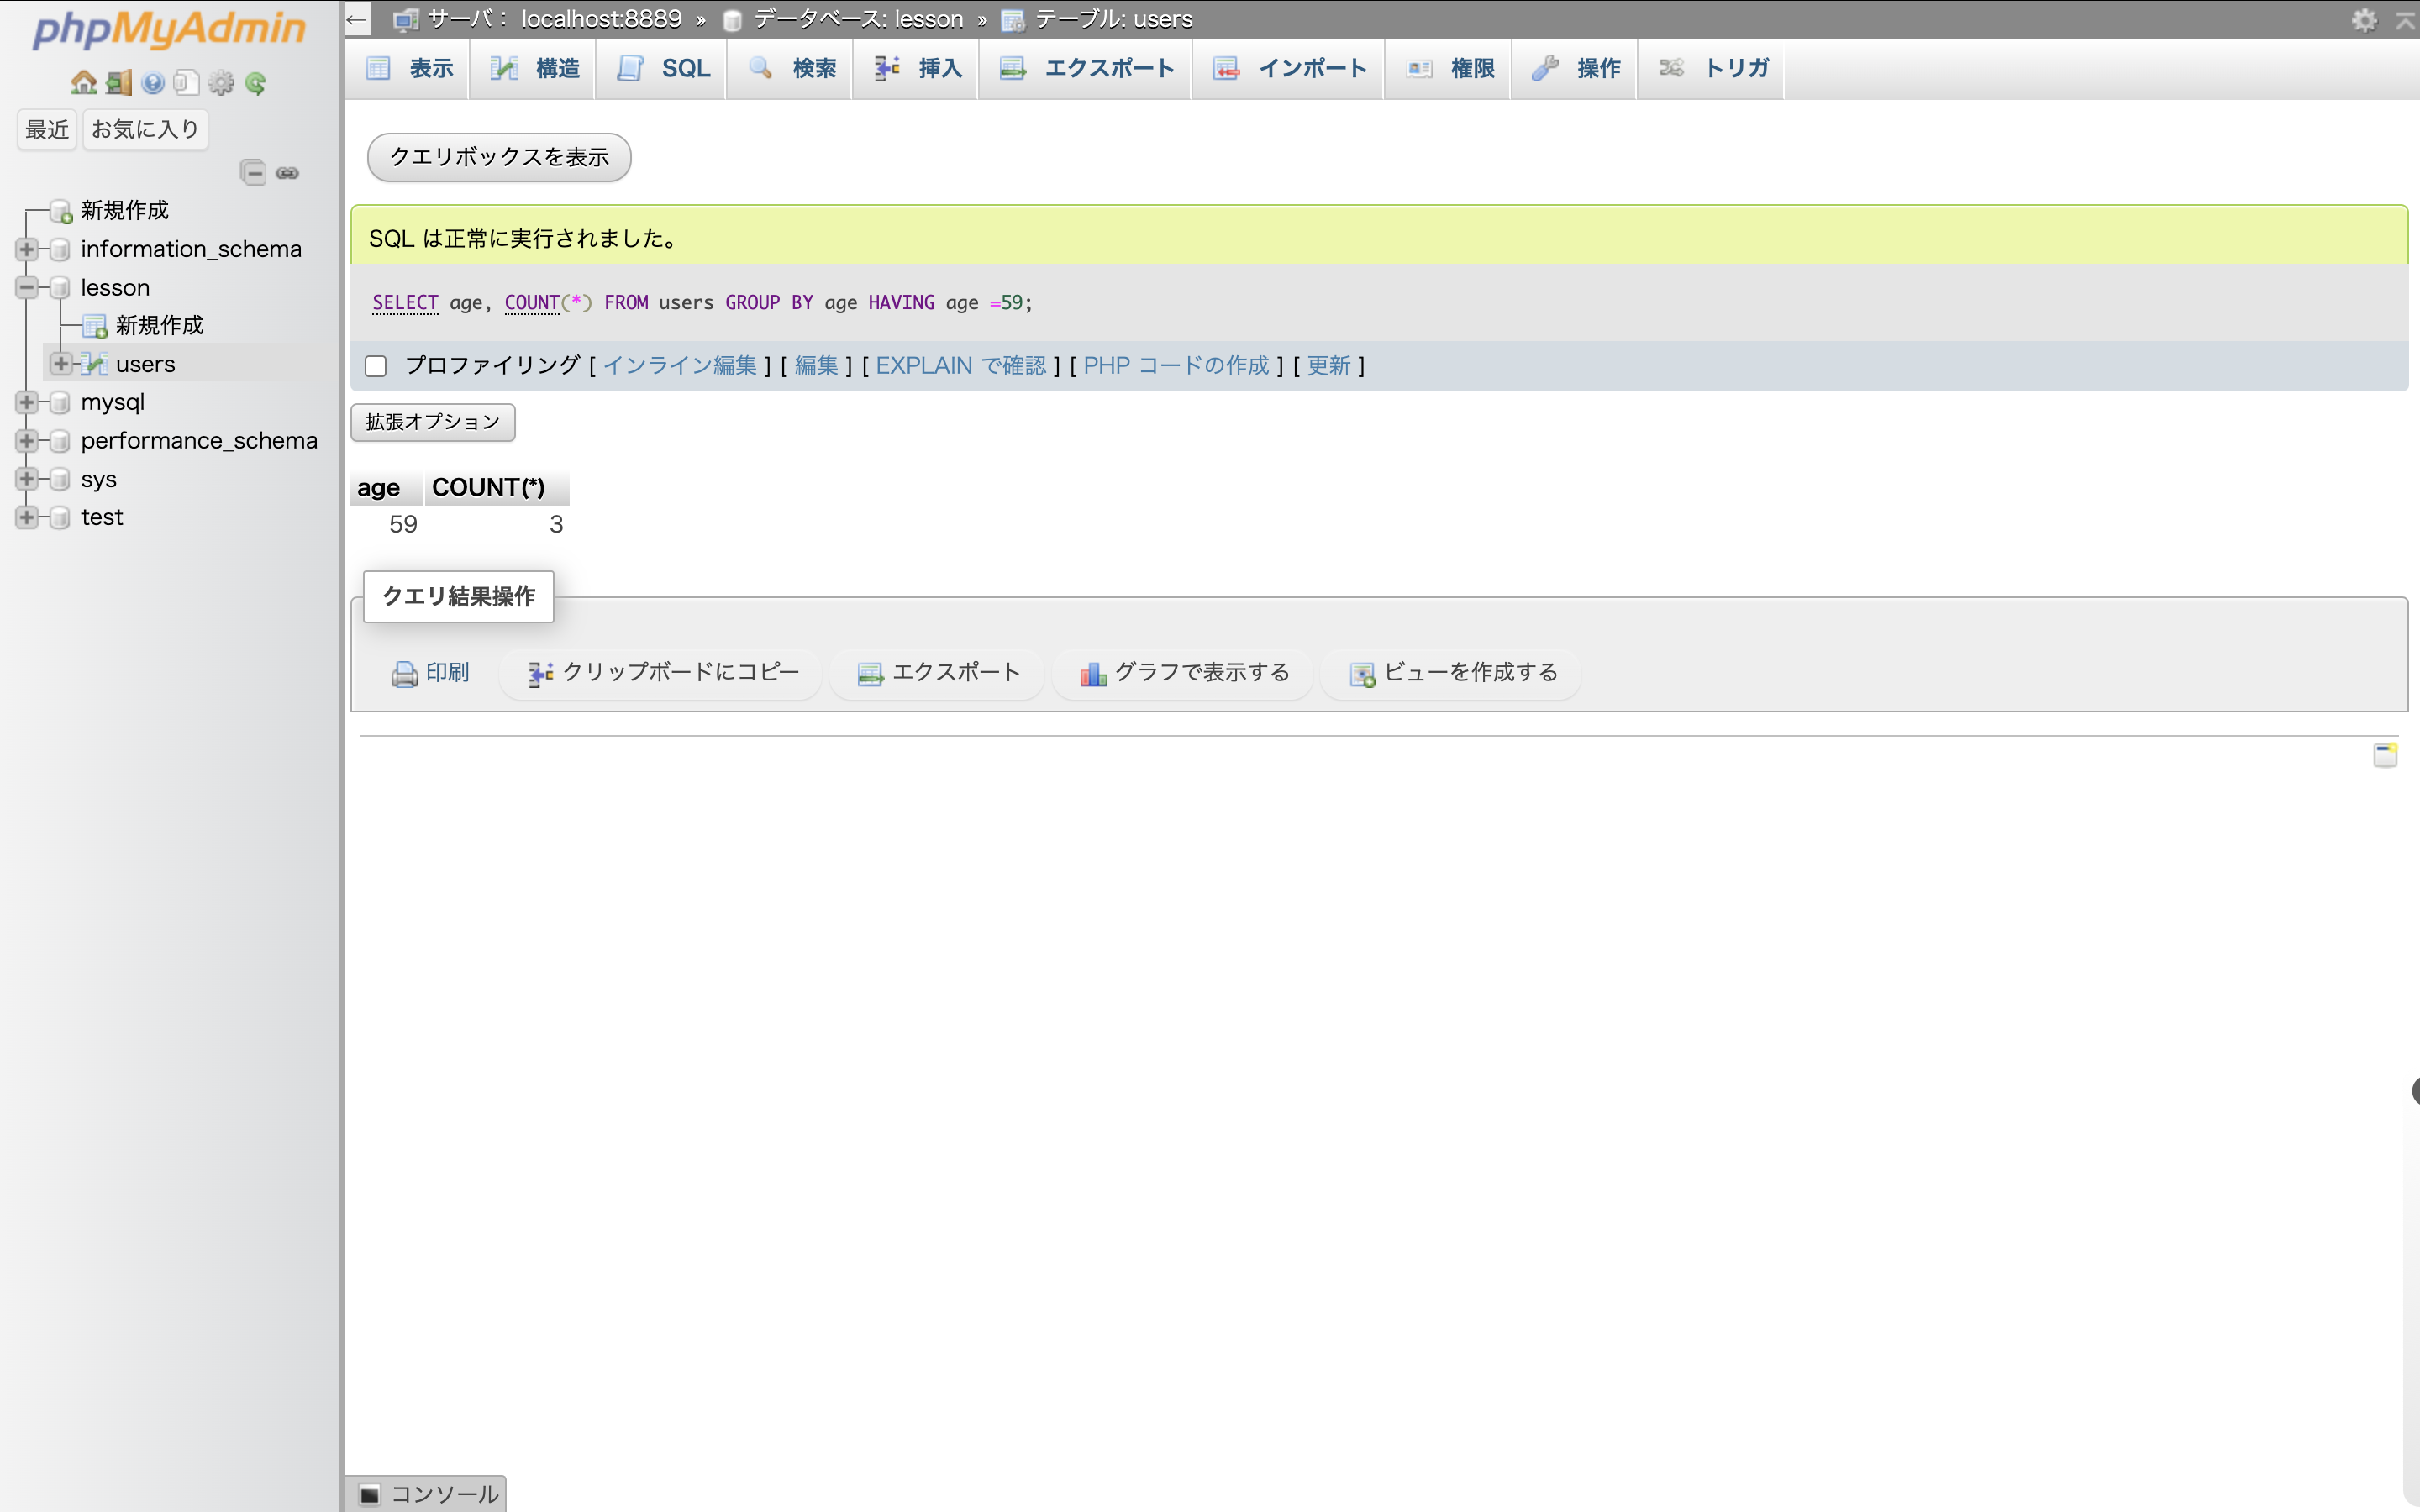 phpMyAdmin
最近 お気に入り
新規作成
information_schema
lesson
新規作成
users
mysql
performance_schema
sys
test
← サーバ： localhost:8889 » データベース: lesson » テーブル: users
表示 構造 SQL 検索 挿入 エクスポート インポート 権限 操作 トリガ
クエリボックスを表示
SQL は正常に実行されました。
SELECT age, COUNT(*) FROM users GROUP BY age HAVING age =59;
プロファイリング [ インライン編集 ] [ 編集 ] [ EXPLAIN で確認 ] [ PHP コードの作成 ] [ 更新 ]
拡張オプション
age COUNT(*)
59 3
クエリ結果操作
印刷 クリップボードにコピー エクスポート グラフで表示する ビューを作成する
コンソール